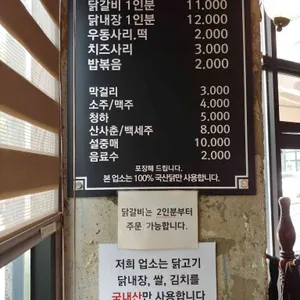 닭갈비 1인분 11.000
닭내장 1인분 12.000
우동사리,떡 2.000
치즈사리 3.000
밥볶음 2.000
막걸리 3.000
소주/맥주 4.000
청하 5.000
산사춘/백세주 8.000
설중매 10.000
음료수 2.000
포장해 드립니다.
본 업소는 100% 국산닭만 사용합니다.
닭갈비는 2인분부터
주문 가능합니다.
저희 업소는 닭고기
닭내장, 쌀, 김치를
국내산만 사용합니다